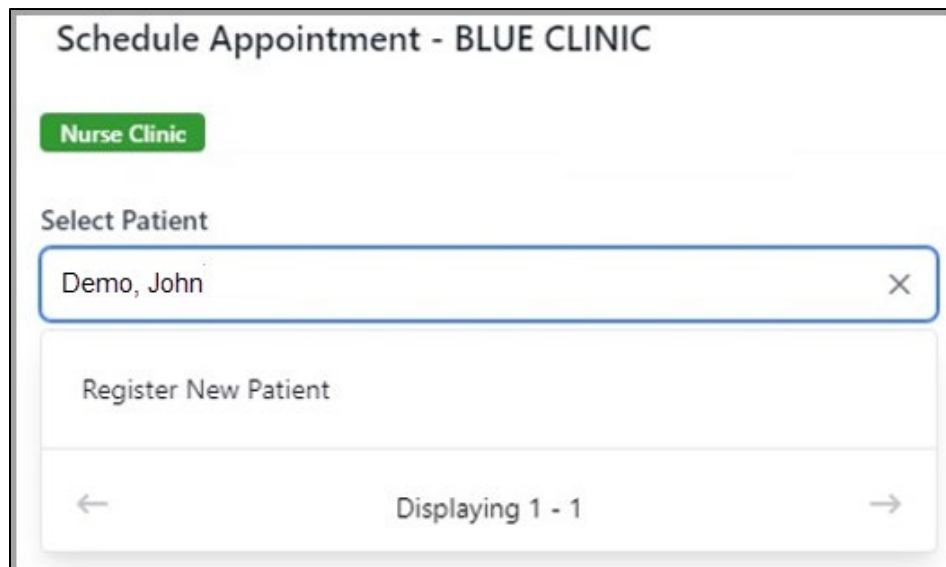 Schedule Appointment - BLUE CLINIC
Nurse Clinic
Select Patient
Demo, John
Register New Patient
Displaying 1 - 1